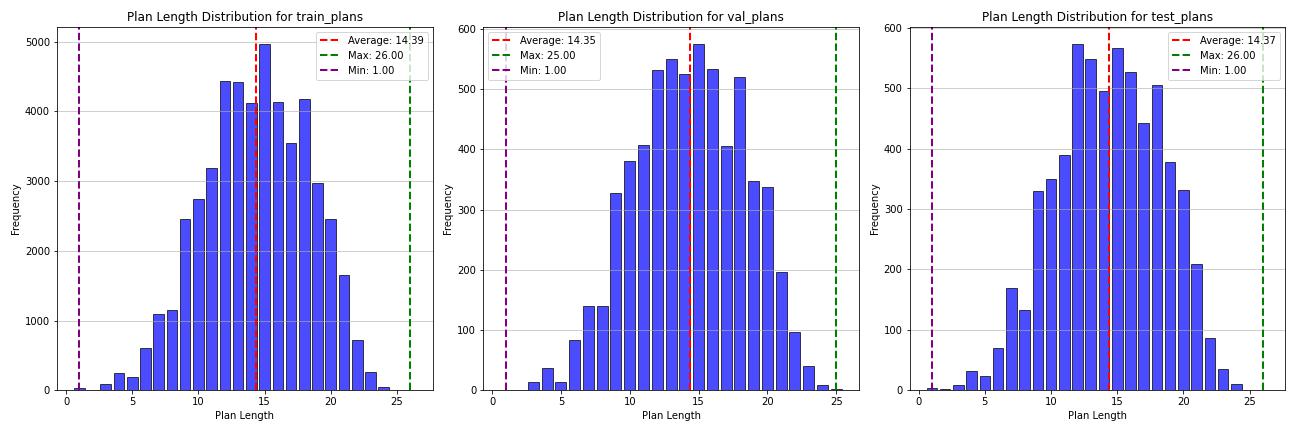 Plan Length Distribution for train_plans
Average: 14.39
Max: 26.00
Min: 1.00
5000
4000
3000
2000
1000
0
Frequency
0 5 10 15 20 25
Plan Length
Plan Length Distribution for val_plans
Average: 14.35
Max: 25.00
Min: 1.00
600
500
400
300
200
100
0
Frequency
0 5 10 15 20 25
Plan Length
Plan Length Distribution for test_plans
Average: 14.37
Max: 26.00
Min: 1.00
600
500
400
300
200
100
0
Frequency
0 5 10 15 20 25
Plan Length